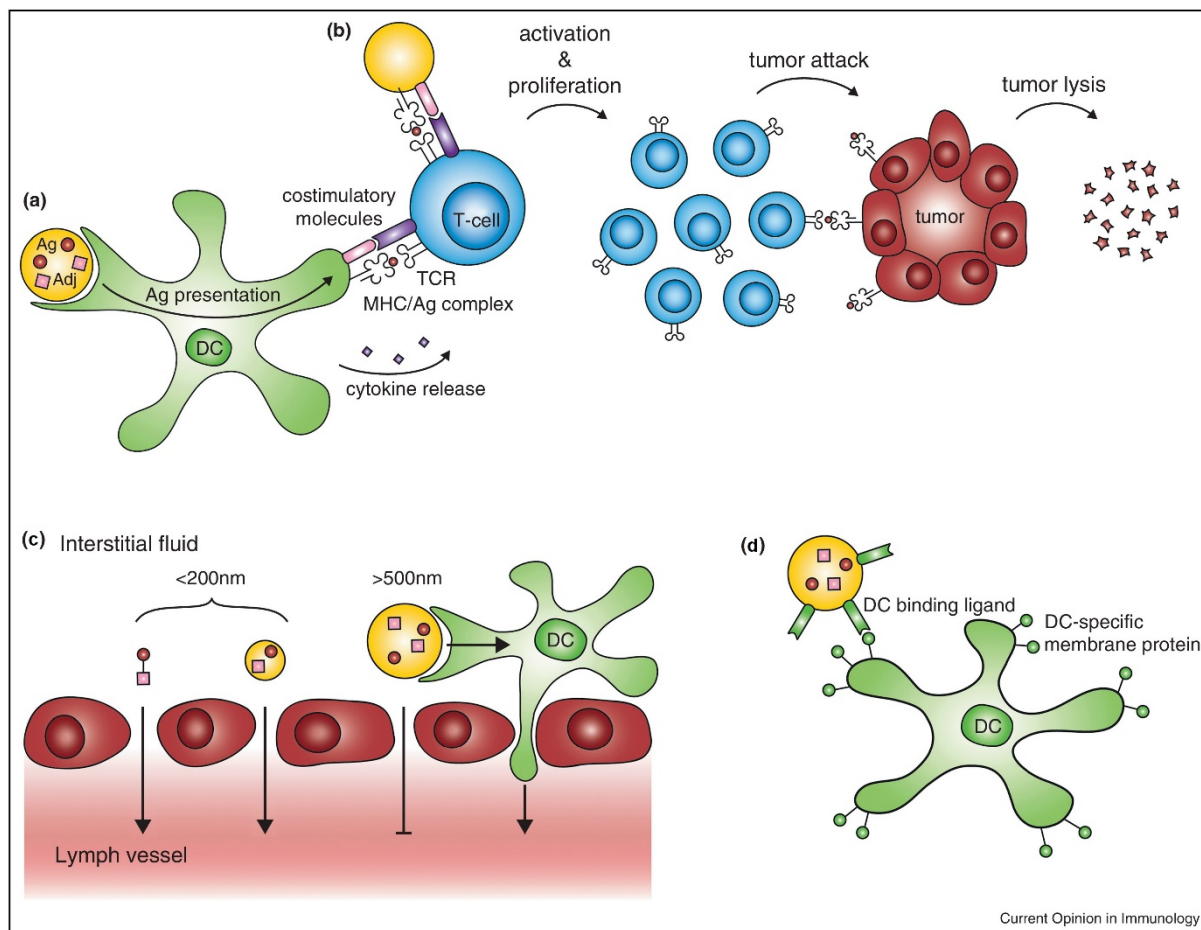 (a)
Ag
Adj
Ag presentation
DC
costimulatory
molecules
(b)
T-cell
TCR
MHC/Ag complex
cytokine release
activation
&
proliferation
tumor attack
tumor
tumor lysis
(c)
Interstitial fluid
<200nm
>500nm
DC
Lymph vessel
(d)
DC binding ligand
DC-specific
membrane protein
DC
Current Opinion in Immunology